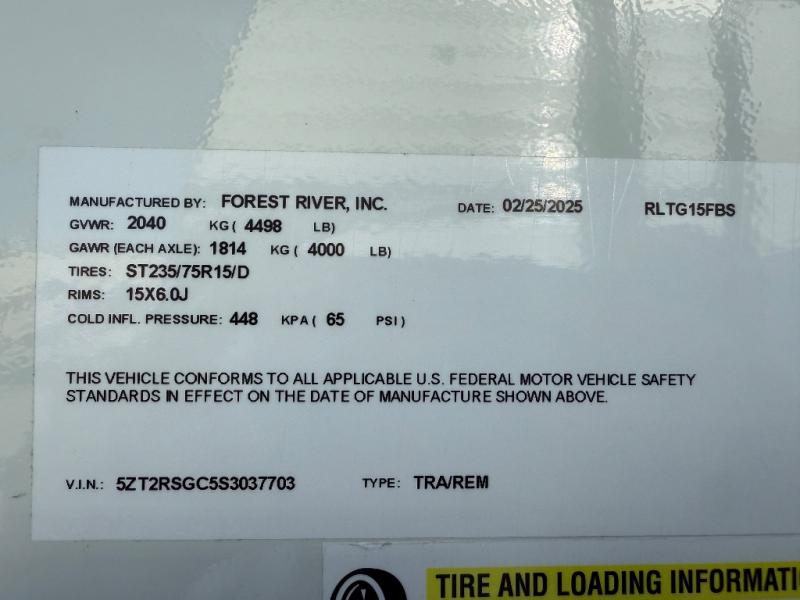 MANUFACTURED BY: FOREST RIVER, INC. DATE: 02/25/2025 RLTG15FBS
GVWR: 2040 KG ( 4498 LB)
GAWR (EACH AXLE): 1814 KG ( 4000 LB)
TIRES: ST235/75R15/D
RIMS: 15X6.0J
COLD INFL. PRESSURE: 448 KPA ( 65 PSI )
THIS VEHICLE CONFORMS TO ALL APPLICABLE U.S. FEDERAL MOTOR VEHICLE SAFETY
STANDARDS IN EFFECT ON THE DATE OF MANUFACTURE SHOWN ABOVE.
V.I.N.: 5ZT2RSGC5S3037703 TYPE: TRA/REM
TIRE AND LOADING INFORMATI